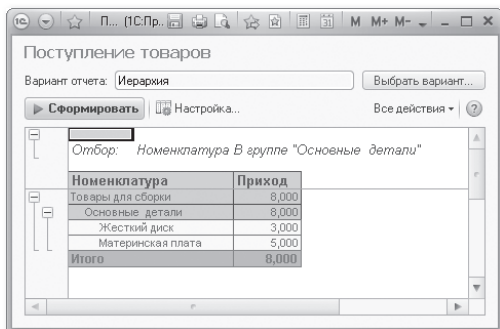 1С П... (1С:Пр... 31 M M+ M-
Поступление товаров
Вариант отчета: Иерархия Выбрать вариант...
Сформировать Настройка... Все действия ?
Отбор: Номенклатура В группе "Основные детали"
Номенклатура Приход
Товары для сборки 8,000
Основные детали 8,000
Жесткий диск 3,000
Материнская плата 5,000
Итого 8,000